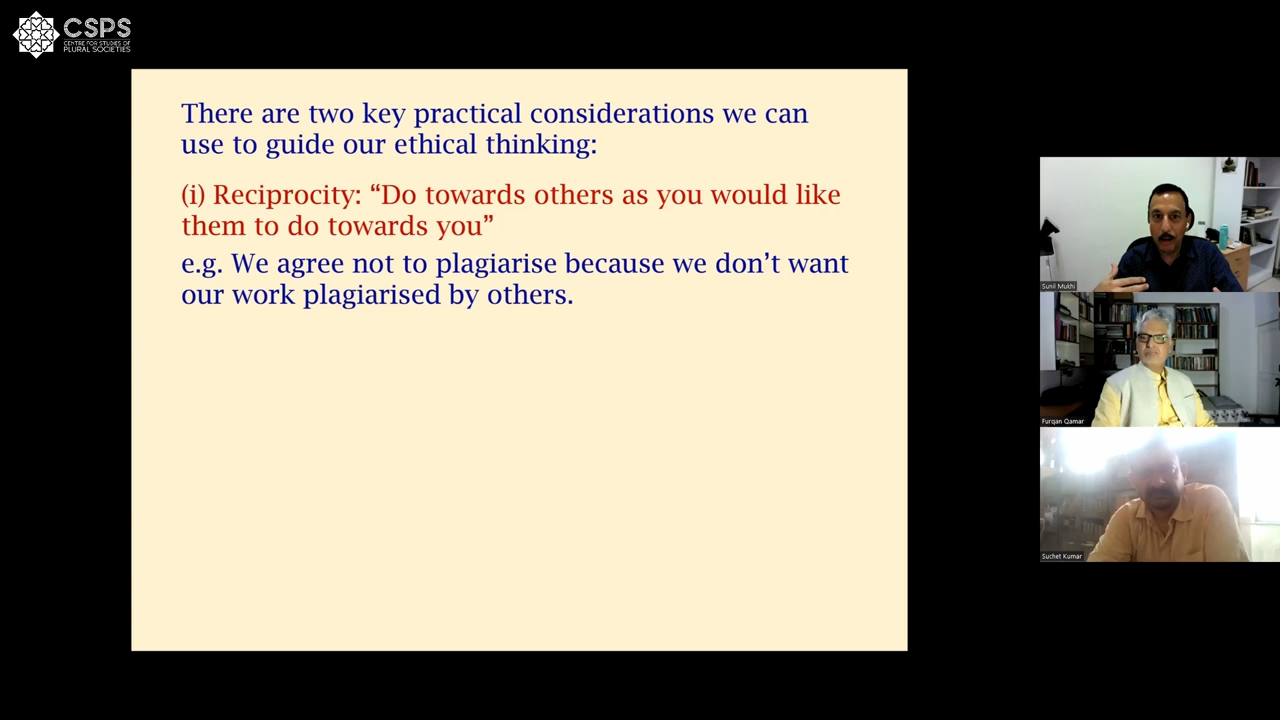 CSPS
CENTRE FOR STUDIES OF
PLURAL SOCIETIES
There are two key practical considerations we can
use to guide our ethical thinking:
(i) Reciprocity: “Do towards others as you would like
them to do towards you”
e.g. We agree not to plagiarise because we don’t want
our work plagiarised by others.
Sunil Mukhi
Furqan Qamar
Suchet Kumar